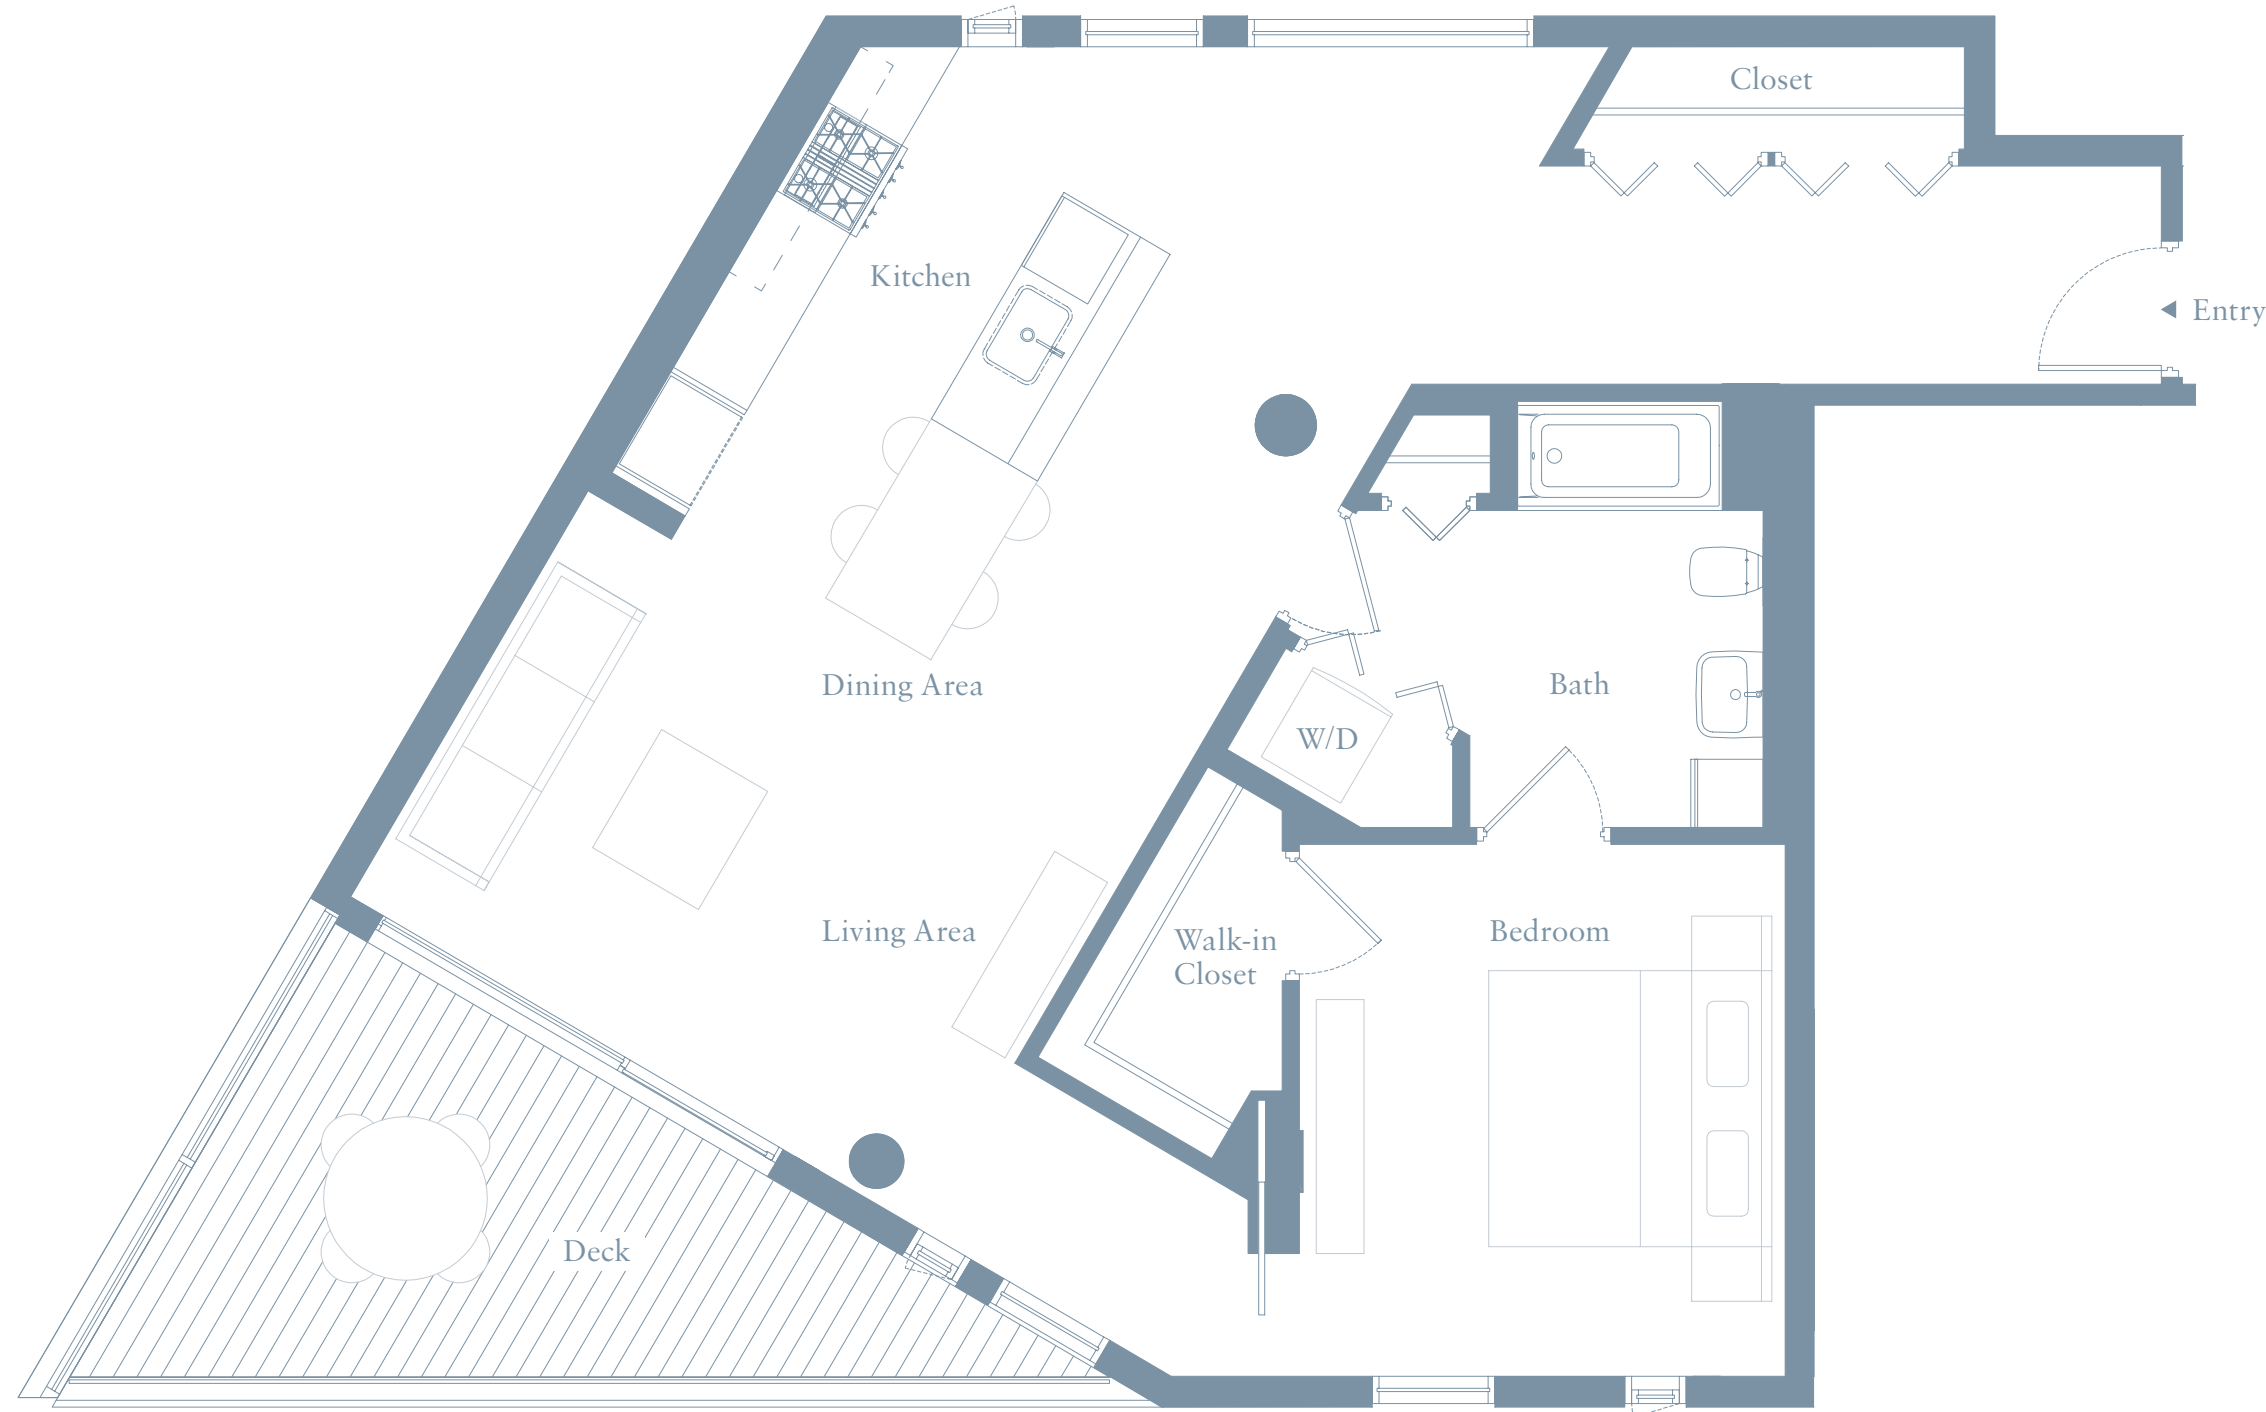 Closet
Kitchen
Entry
Dining Area
Bath
W/D
Living Area
Walk-in
Closet
Bedroom
Deck